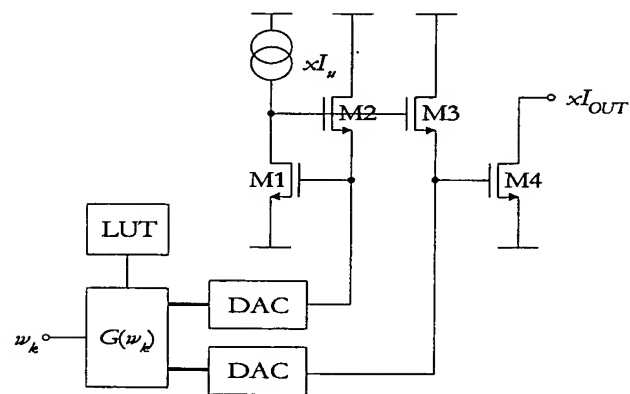 xI_u
M2
M3
xI_OUT
M1
M4
LUT
DAC
w_k
G(w_k)
DAC